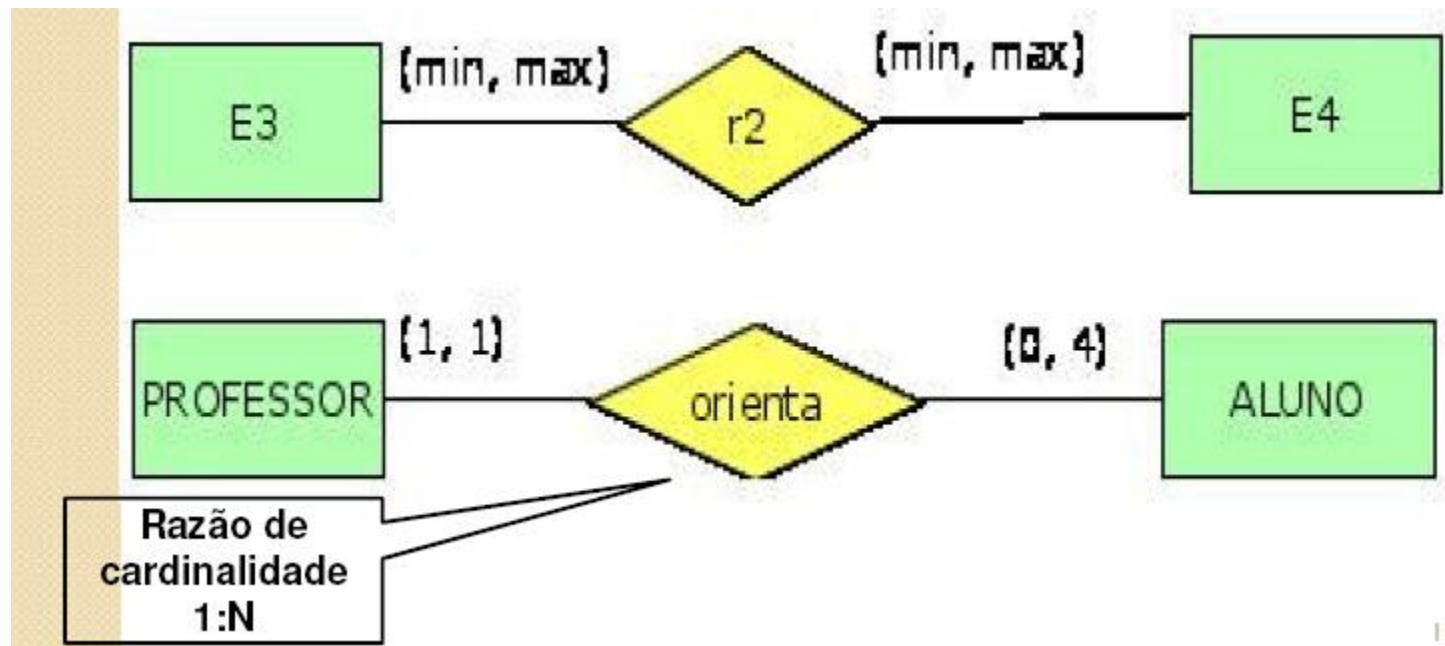 E3 (min, max) r2 (min, max) E4
PROFESSOR (1, 1) orienta (0, 4) ALUNO
Razão de
cardinalidade
1:N